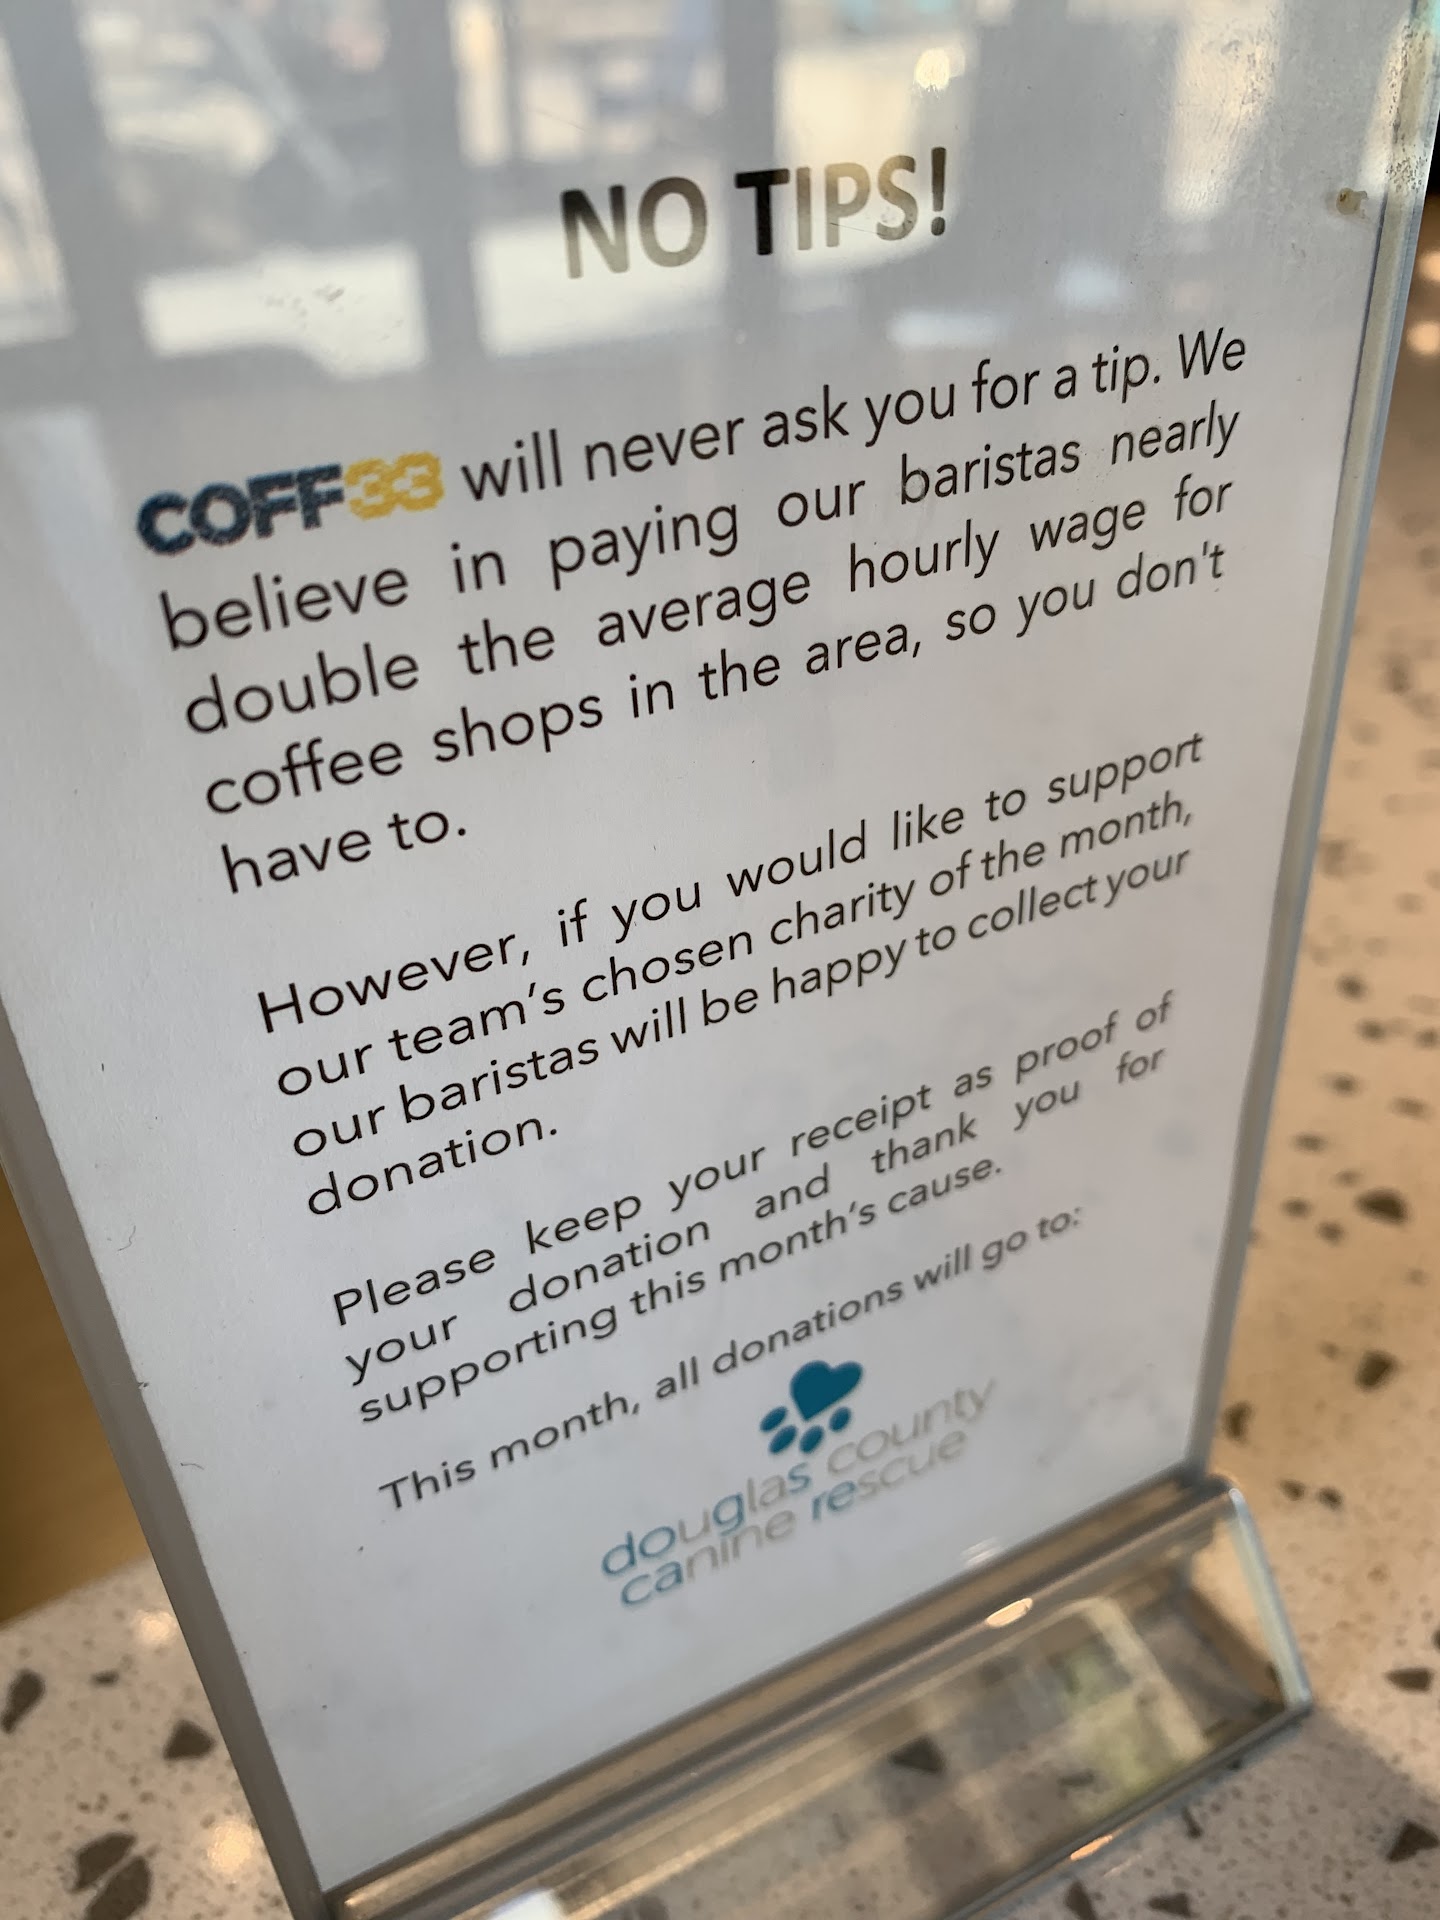 NO TIPS!
COFF33 will never ask you for a tip. We
believe in paying our baristas nearly
double the average hourly wage for
coffee shops in the area, so you don't
have to.
However, if you would like to support
our team's chosen charity of the month,
our baristas will be happy to collect your
donation.
Please keep your receipt as proof of
your donation and thank you for
supporting this month's cause.
This month, all donations will go to:
douglas county
canine rescue